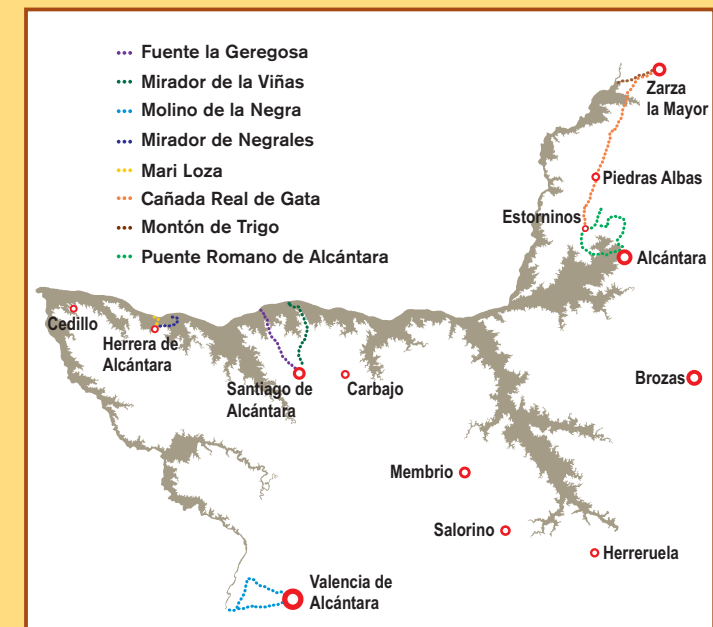 Fuente la Geregosa
Mirador de la Viñas
Molino de la Negra
Mirador de Negrales
Mari Loza
Cañada Real de Gata
Montón de Trigo
Puente Romano de Alcántara
Zarza
la Mayor
Piedras Albas
Estorninos
Alcántara
Cedillo
Herrera de
Alcántara
Santiago de
Alcántara
Carbajo
Brozas
Membrio
Salorino
Herreruela
Valencia de
Alcántara